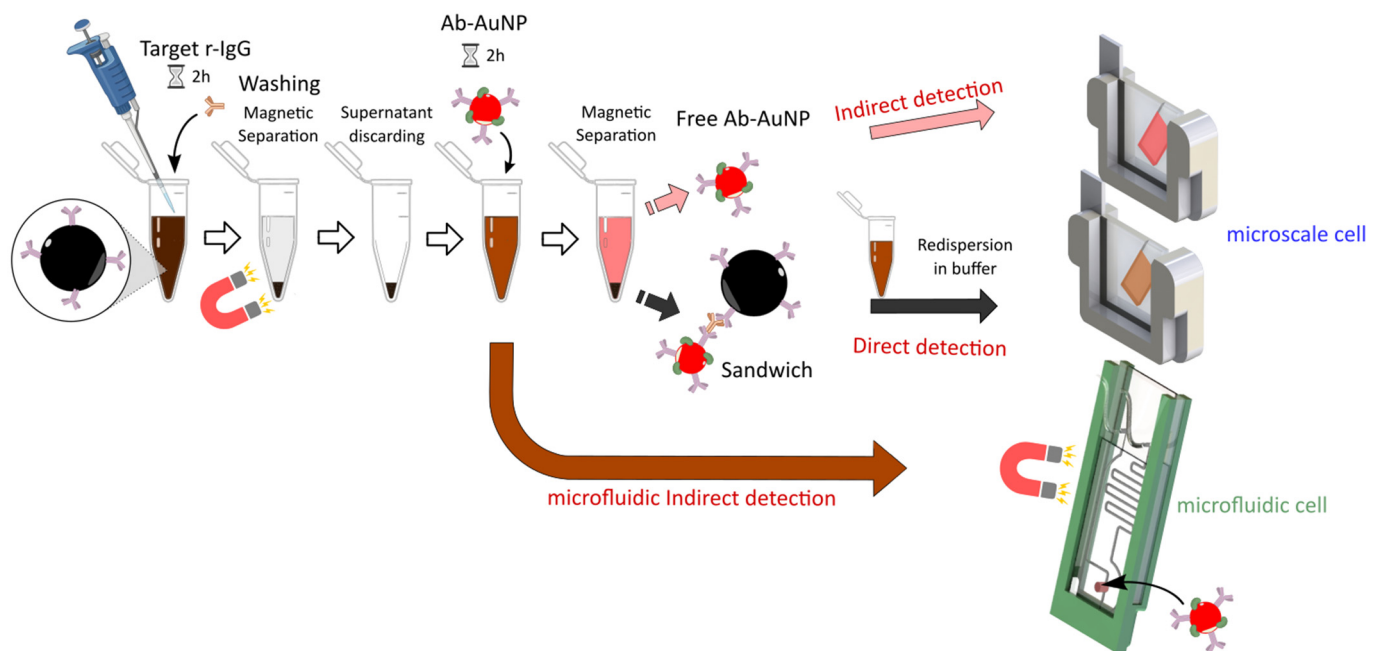 Target r-IgG
2h
Washing
Magnetic
Separation
Supernatant
discarding
Ab-AuNP
2h
Magnetic
Separation
Free Ab-AuNP
Indirect detection
Redispersion
in buffer
Direct detection
Sandwich
microscale cell
microfluidic Indirect detection
microfluidic cell